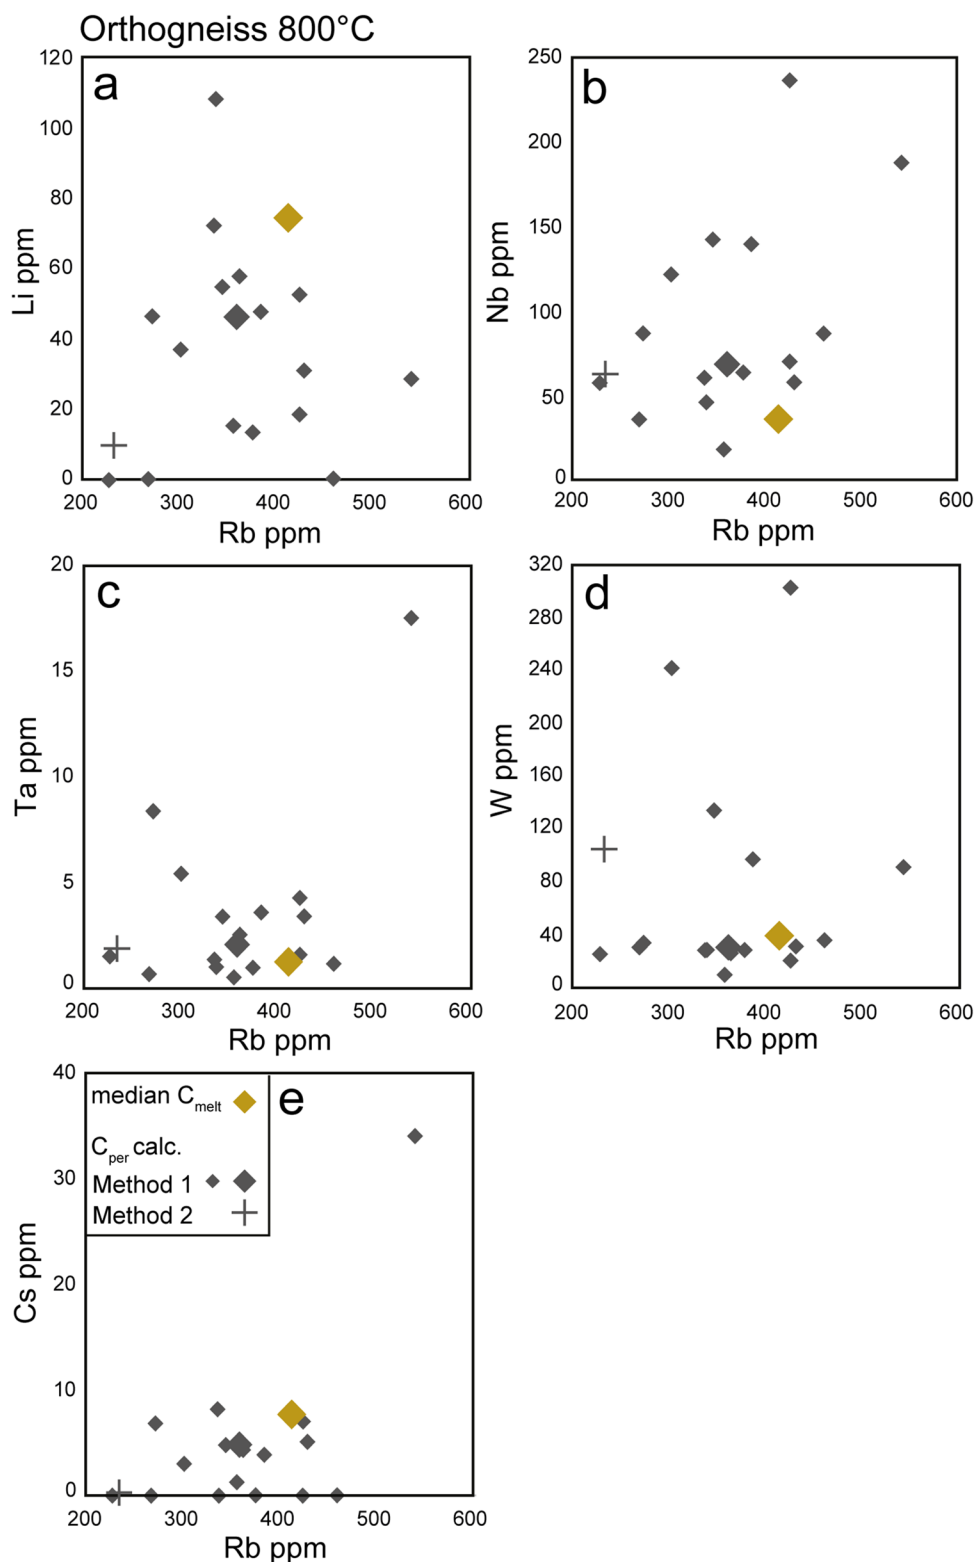 Orthogneiss 800°C
a
120
100
80
60
40
20
0
Li ppm
200 300 400 500 600
Rb ppm
b
250
200
150
100
50
0
Nb ppm
200 300 400 500 600
Rb ppm
c
20
15
10
5
0
Ta ppm
200 300 400 500 600
Rb ppm
d
320
280
240
200
160
120
80
40
0
W ppm
200 300 400 500 600
Rb ppm
e
40
30
20
10
0
Cs ppm
median Cmelt
Cper calc.
Method 1
Method 2
200 300 400 500 600
Rb ppm